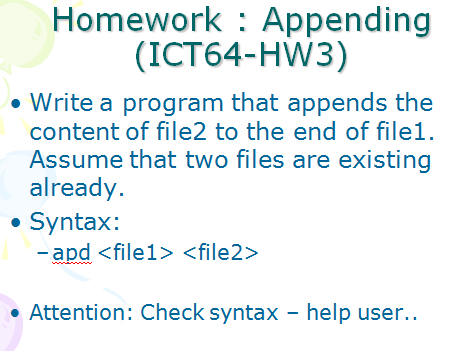 Homework : Appending
(ICT64-HW3)
• Write a program that appends the
content of file2 to the end of file1.
Assume that two files are existing
already.
• Syntax:
–apd <file1> <file2>
• Attention: Check syntax – help user..